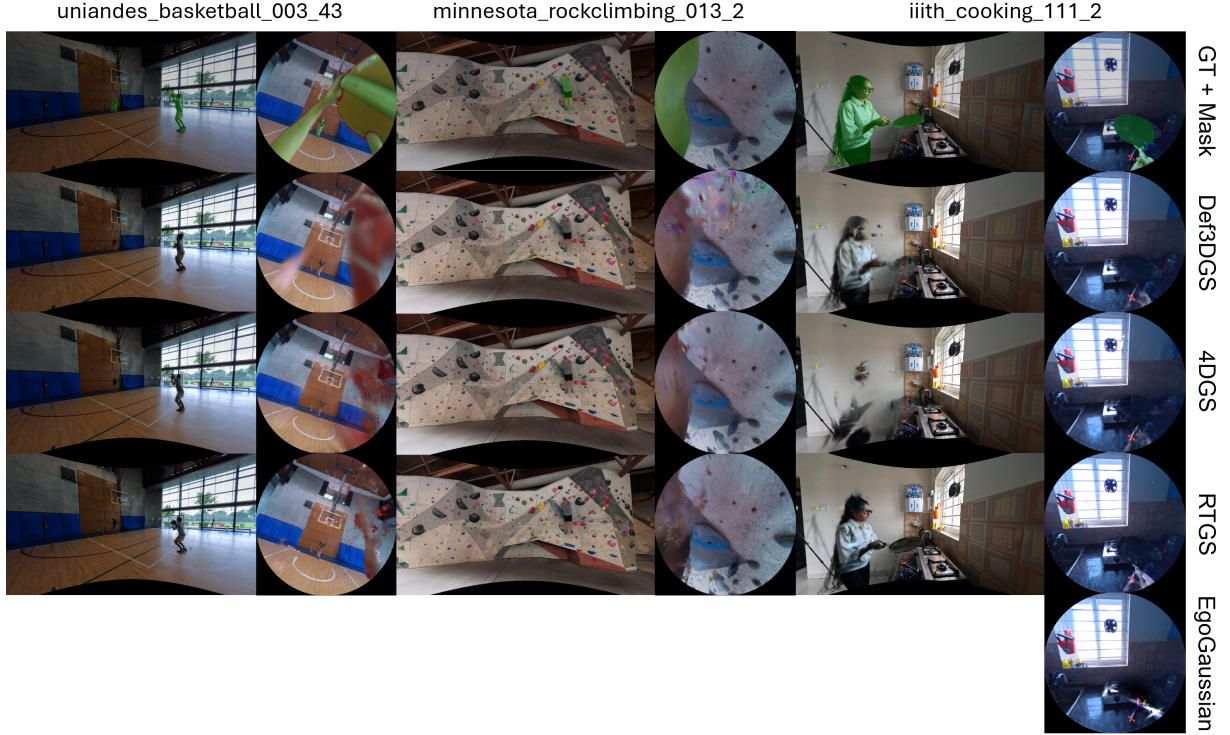 uniandes_basketball_003_43
minnesota_rockclimbing_013_2
iiith_cooking_111_2
GT + Mask
Def3DGS
4DGS
RTGS
EgoGaussian